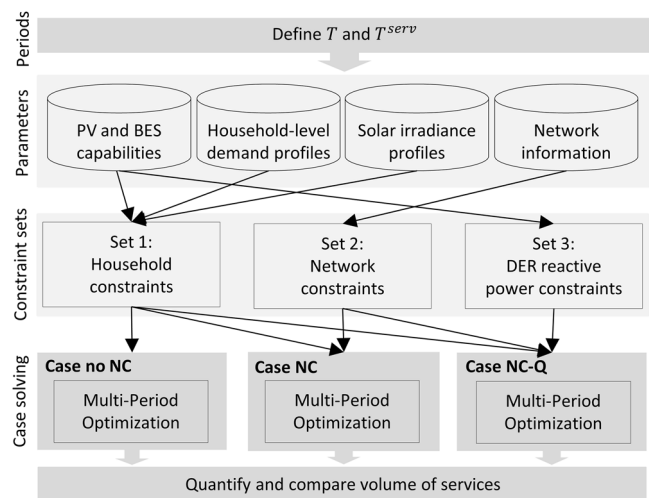 Periods
Define T and T^serv
Parameters
PV and BES
capabilities
Household-level
demand profiles
Solar irradiance
profiles
Network
information
Constraint sets
Set 1:
Household
constraints
Set 2:
Network
constraints
Set 3:
DER reactive
power constraints
Case solving
Case no NC
Multi-Period
Optimization
Case NC
Multi-Period
Optimization
Case NC-Q
Multi-Period
Optimization
Quantify and compare volume of services